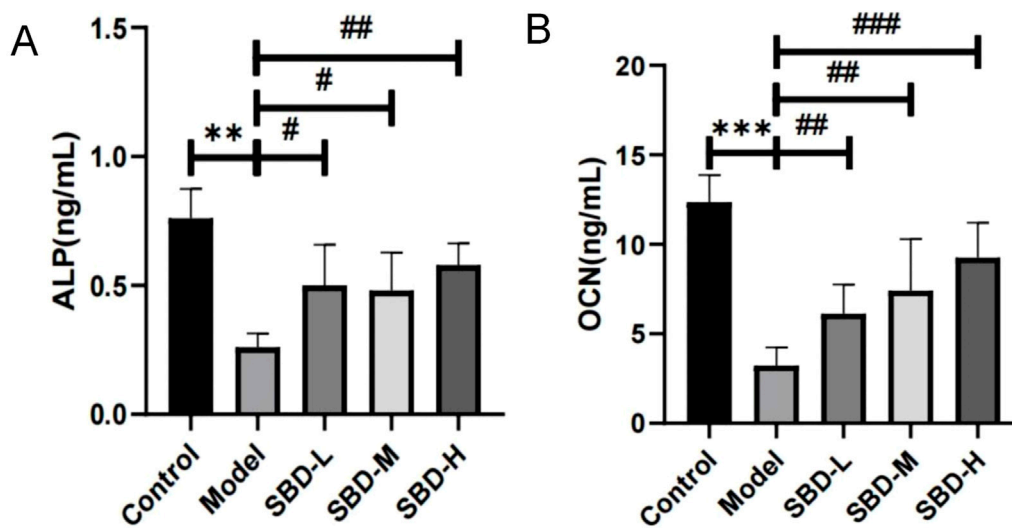 A
ALP(ng/mL)
1.5
1.0
0.5
0.0
##
#
**
#
Control
Model
SBD-L
SBD-M
SBD-H
B
OCN(ng/mL)
20
15
10
5
0
###
##
***
##
Control
Model
SBD-L
SBD-M
SBD-H